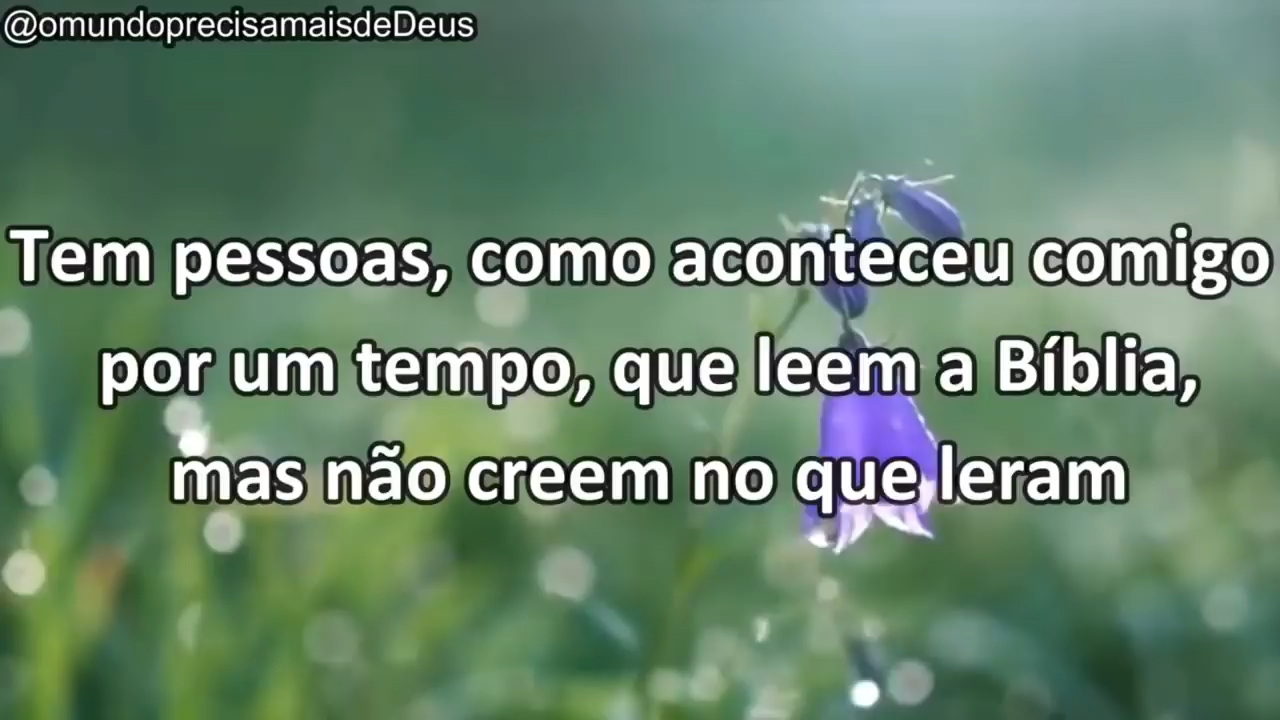 @omundoprecisamaisdeDeus
Tem pessoas, como aconteceu comigo
por um tempo, que leem a Bíblia,
mas não creem no que leram